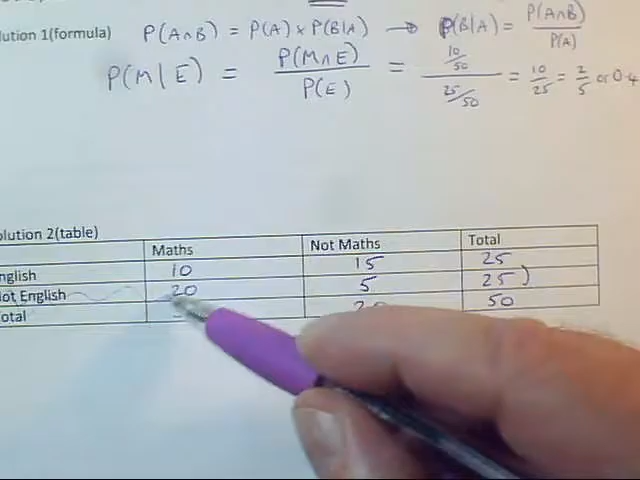 lution 1(formula) P(A∩B) = P(A) × P(B|A) → P(B|A) = P(A∩B)/P(A)
P(M|E) = P(M∩E)/P(E) = (10/50)/(25/50) = 10/25 = 2/5 or 0.4
olution 2(table)
Maths Not Maths Total
nglish 10 15 25
ot English 20 5 25)
otal 50